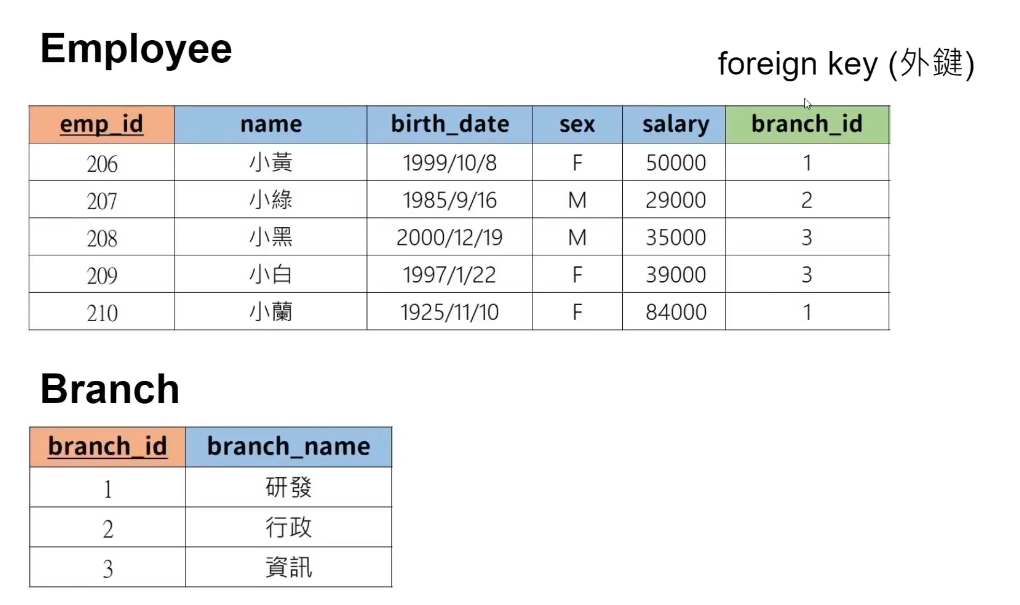 Employee
foreign key (外鍵)
emp_id name birth_date sex salary branch_id
206 小黃 1999/10/8 F 50000 1
207 小綠 1985/9/16 M 29000 2
208 小黑 2000/12/19 M 35000 3
209 小白 1997/1/22 F 39000 3
210 小蘭 1925/11/10 F 84000 1
Branch
branch_id branch_name
1 研發
2 行政
3 資訊